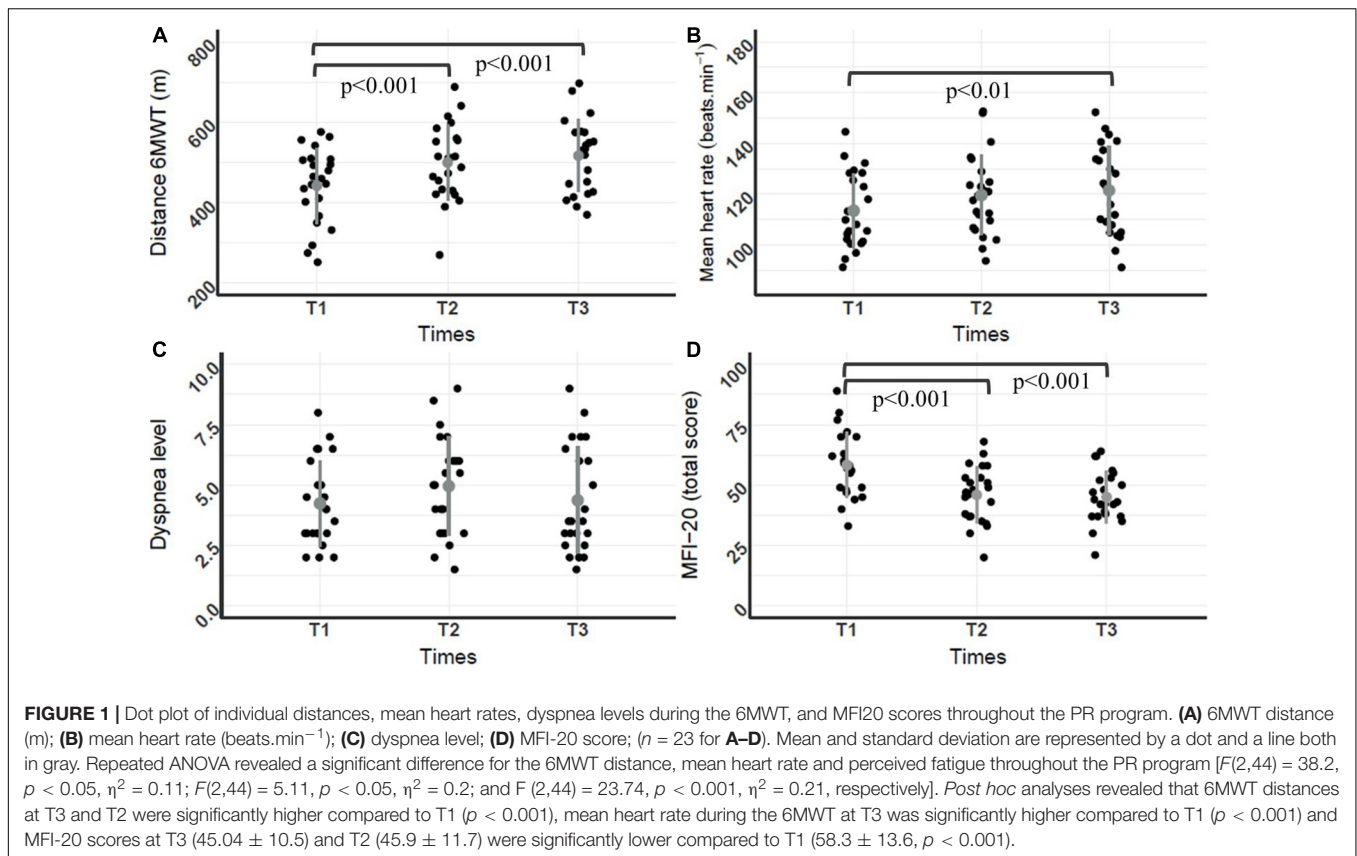 A
800
600
400
200
Distance 6MWT (m)
p<0.001
p<0.001
T1 T2 T3
Times
B
180
160
140
120
100
Mean heart rate (beats.min⁻¹)
p<0.01
T1 T2 T3
Times
C
10.0
7.5
5.0
2.5
0.0
Dyspnea level
T1 T2 T3
Times
D
100
75
50
25
0
MFI-20 (total score)
p<0.001
p<0.001
T1 T2 T3
Times
FIGURE 1 | Dot plot of individual distances, mean heart rates, dyspnea levels during the 6MWT, and MFI20 scores throughout the PR program. (A) 6MWT distance
(m); (B) mean heart rate (beats.min⁻¹); (C) dyspnea level; (D) MFI-20 score; (n = 23 for A–D). Mean and standard deviation are represented by a dot and a line both
in gray. Repeated ANOVA revealed a significant difference for the 6MWT distance, mean heart rate and perceived fatigue throughout the PR program [F(2,44) = 38.2,
p < 0.05, η² = 0.11; F(2,44) = 5.11, p < 0.05, η² = 0.2; and F (2,44) = 23.74, p < 0.001, η² = 0.21, respectively]. Post hoc analyses revealed that 6MWT distances
at T3 and T2 were significantly higher compared to T1 (p < 0.001), mean heart rate during the 6MWT at T3 was significantly higher compared to T1 (p < 0.001) and
MFI-20 scores at T3 (45.04 ± 10.5) and T2 (45.9 ± 11.7) were significantly lower compared to T1 (58.3 ± 13.6, p < 0.001).